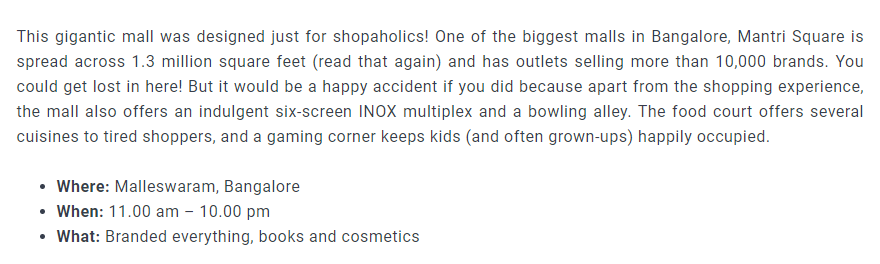 This gigantic mall was designed just for shopaholics! One of the biggest malls in Bangalore, Mantri Square is
spread across 1.3 million square feet (read that again) and has outlets selling more than 10,000 brands. You
could get lost in here! But it would be a happy accident if you did because apart from the shopping experience,
the mall also offers an indulgent six-screen INOX multiplex and a bowling alley. The food court offers several
cuisines to tired shoppers, and a gaming corner keeps kids (and often grown-ups) happily occupied.
• Where: Malleswaram, Bangalore
• When: 11.00 am – 10.00 pm
• What: Branded everything, books and cosmetics